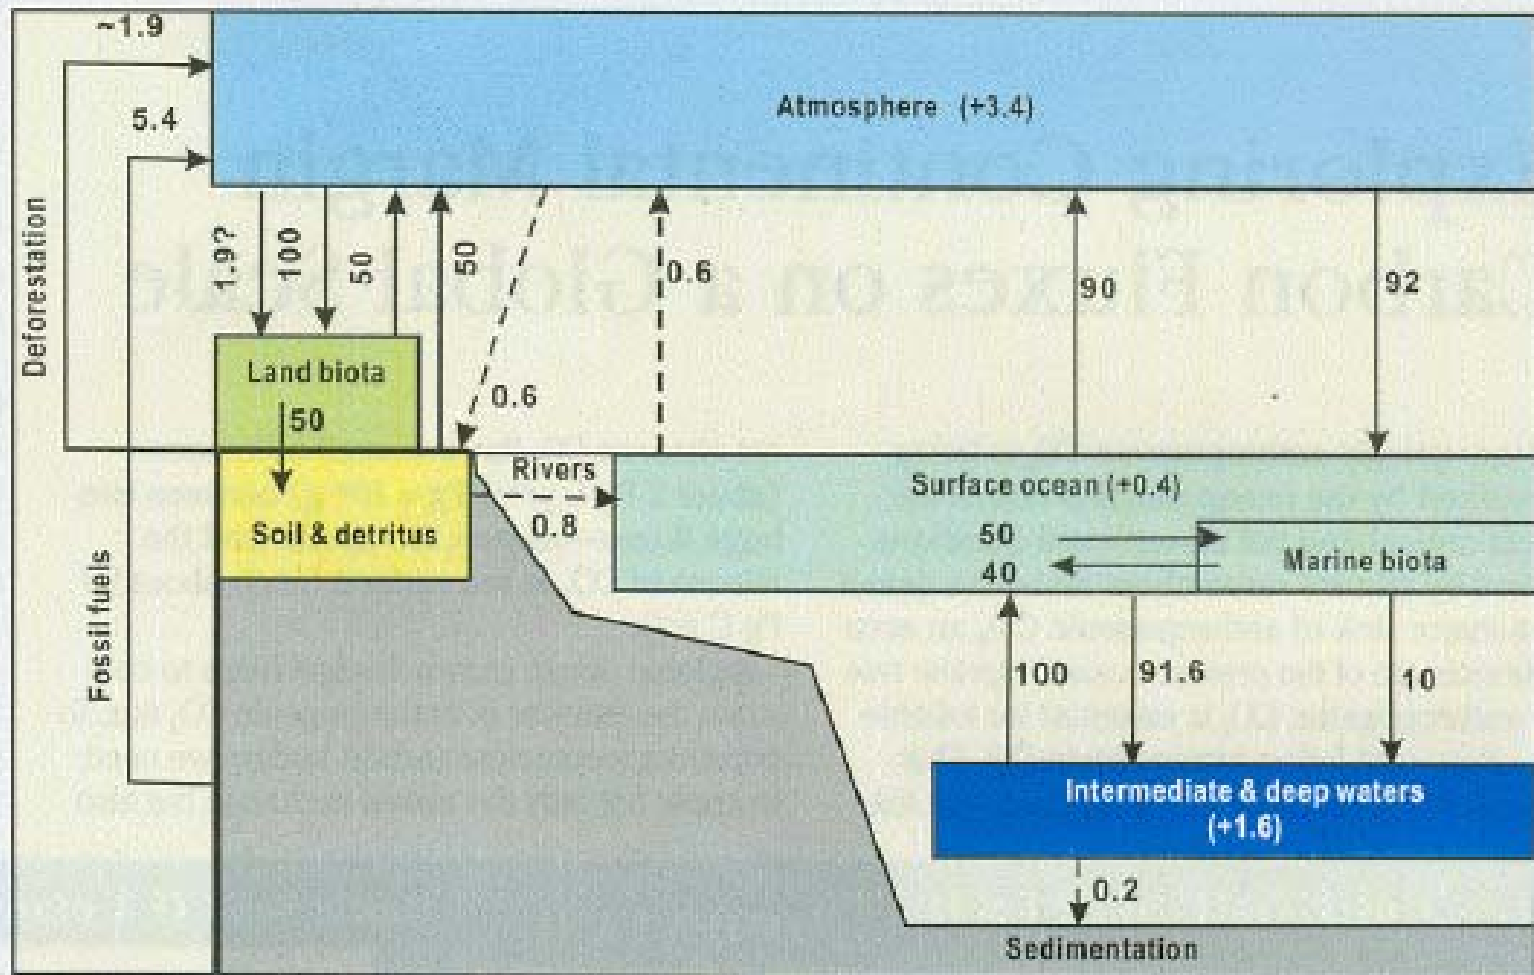 ~1.9
Atmosphere (+3.4)
5.4
Deforestation
1.9?
100
50
50
0.6
0.6
90
92
Land biota
50
Rivers
0.8
Soil & detritus
Surface ocean (+0.4)
50
40
Marine biota
Fossil fuels
100
91.6
10
Intermediate & deep waters
(+1.6)
0.2
Sedimentation